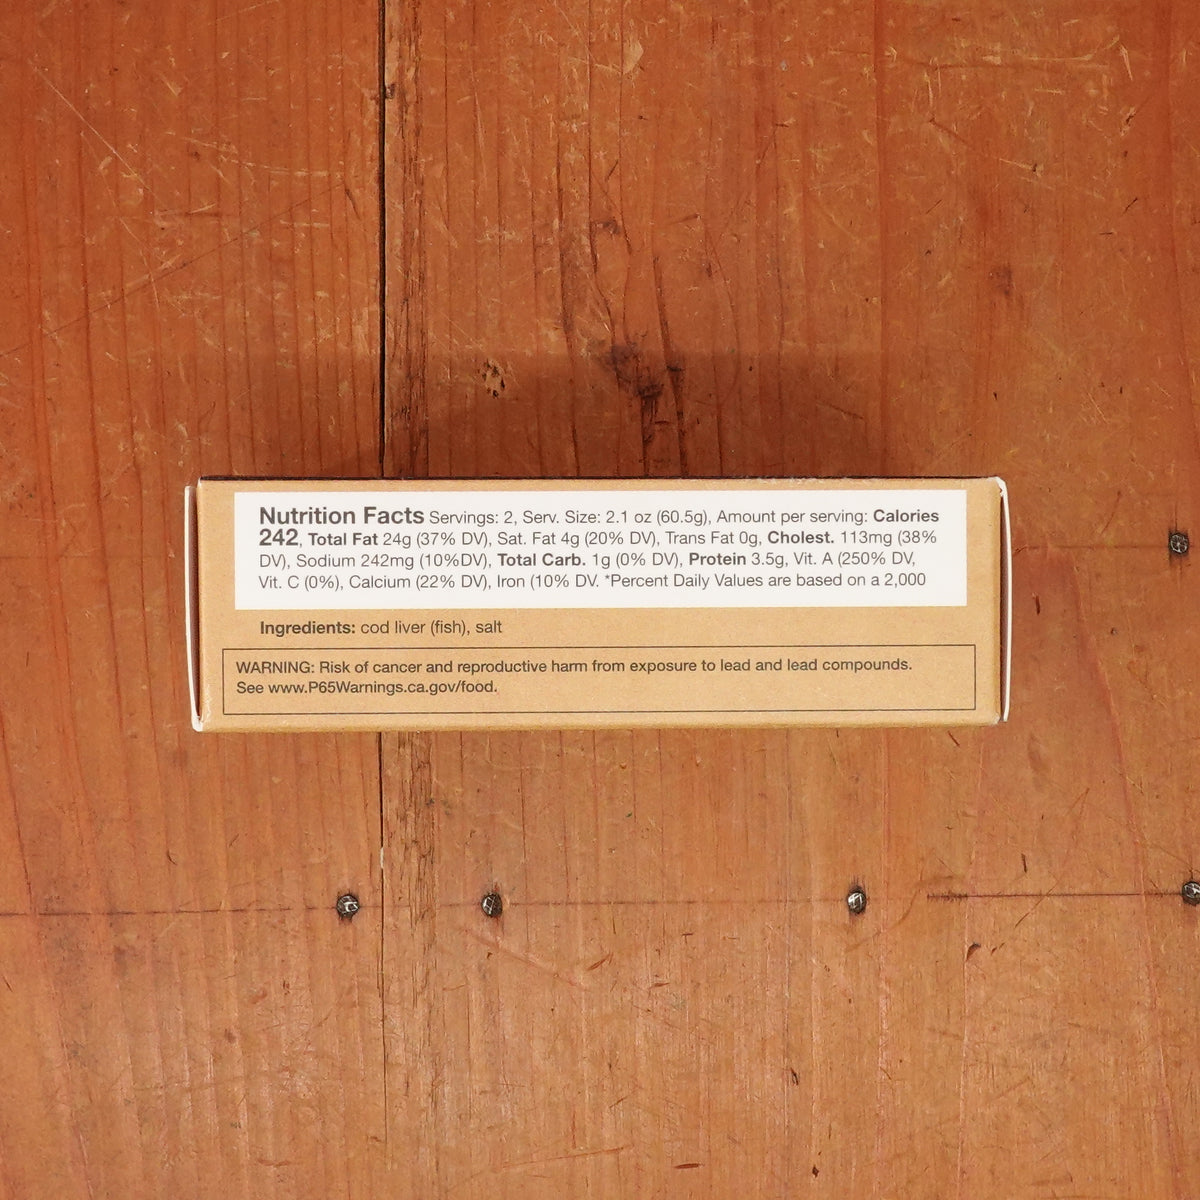 Nutrition Facts Servings: 2, Serv. Size: 2.1 oz (60.5g), Amount per serving: Calories
242, Total Fat 24g (37% DV), Sat. Fat 4g (20% DV), Trans Fat 0g, Cholest. 113mg (38%
DV), Sodium 242mg (10%DV), Total Carb. 1g (0% DV), Protein 3.5g, Vit. A (250% DV,
Vit. C (0%), Calcium (22% DV), Iron (10% DV. *Percent Daily Values are based on a 2,000
Ingredients: cod liver (fish), salt
WARNING: Risk of cancer and reproductive harm from exposure to lead and lead compounds.
See www.P65Warnings.ca.gov/food.